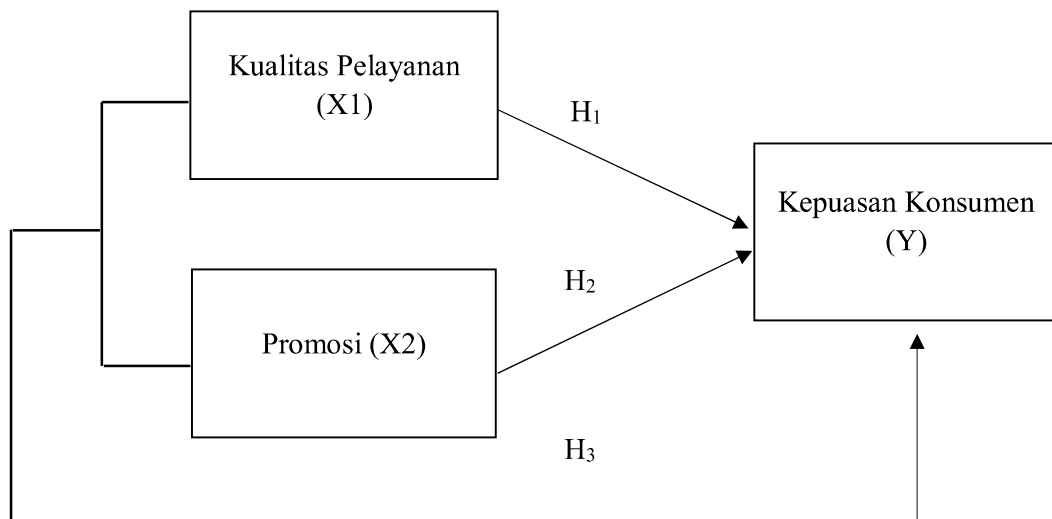 Kualitas Pelayanan
(X1)
H₁
Kepuasan Konsumen
(Y)
H₂
Promosi (X2)
H₃